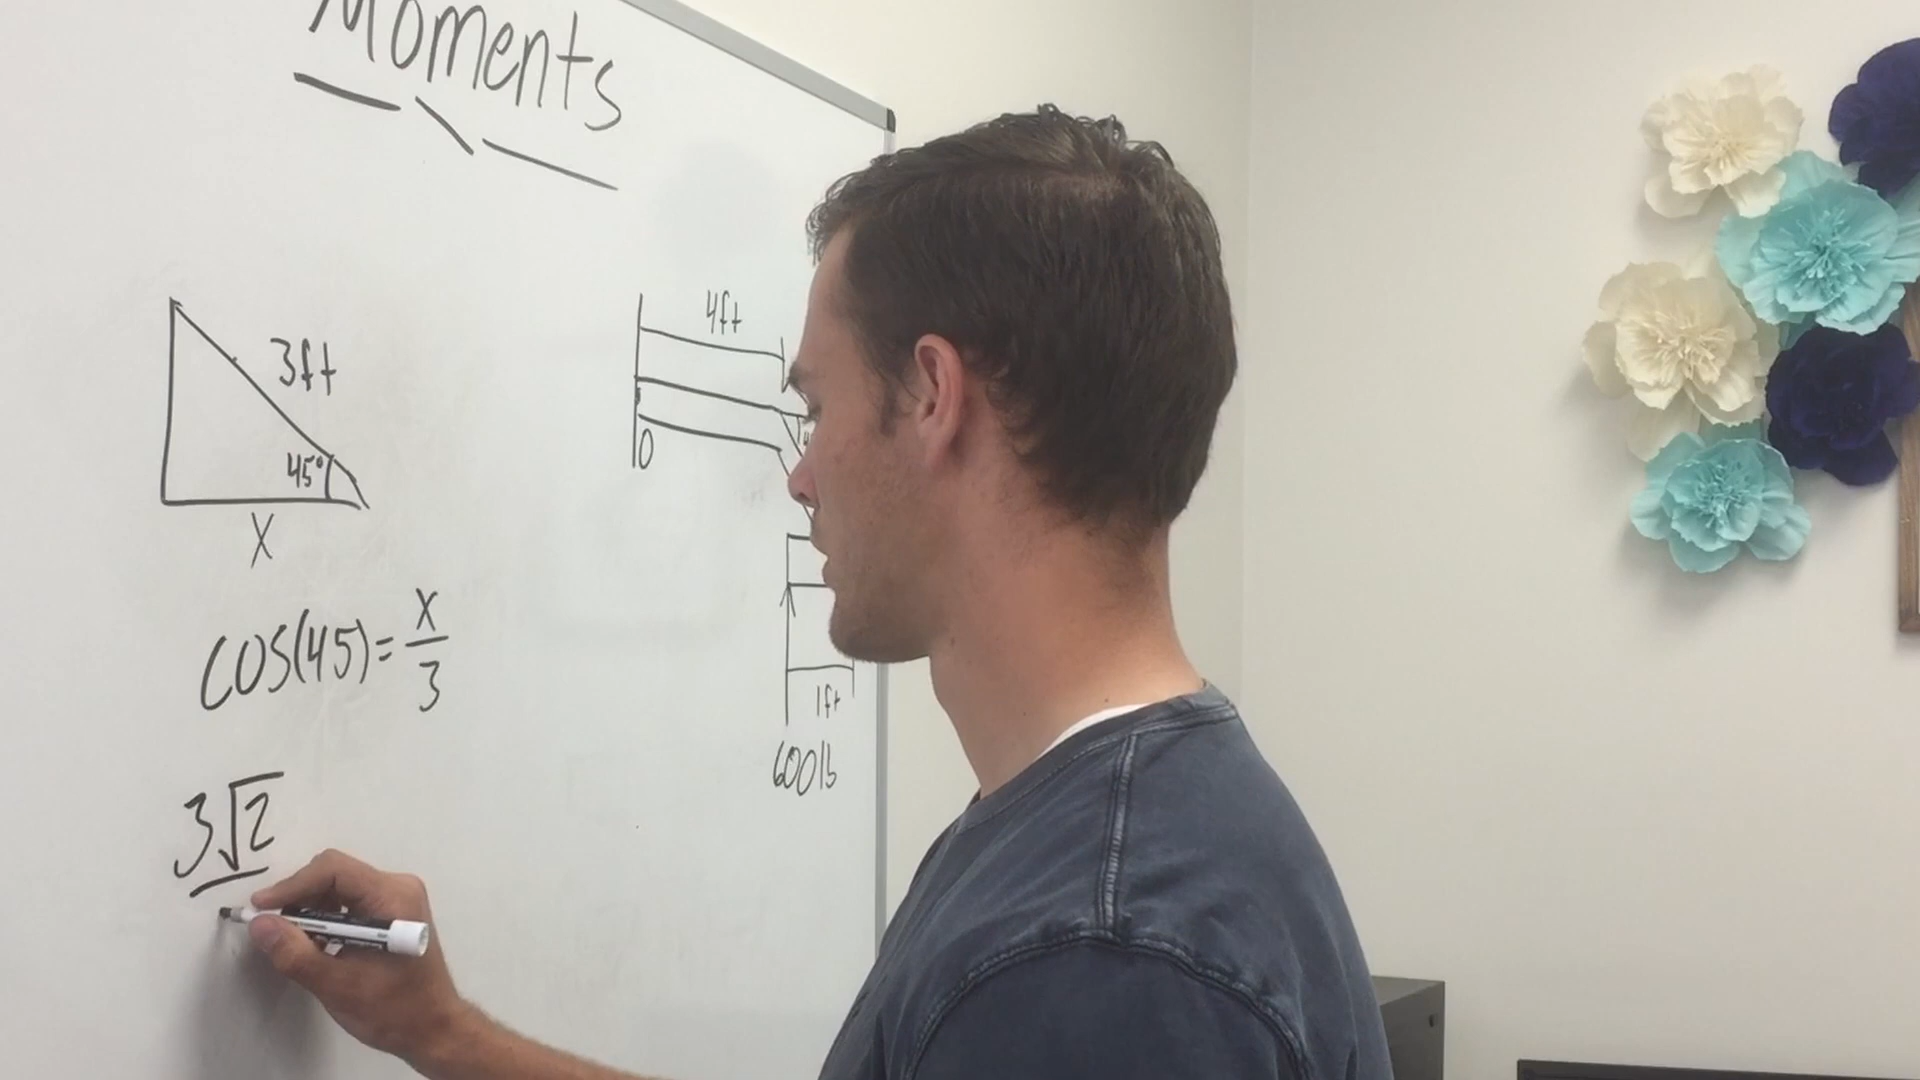 Moments
3ft
45°
X
cos(45)=x/3
3√2
4ft
0
1ft
600lb